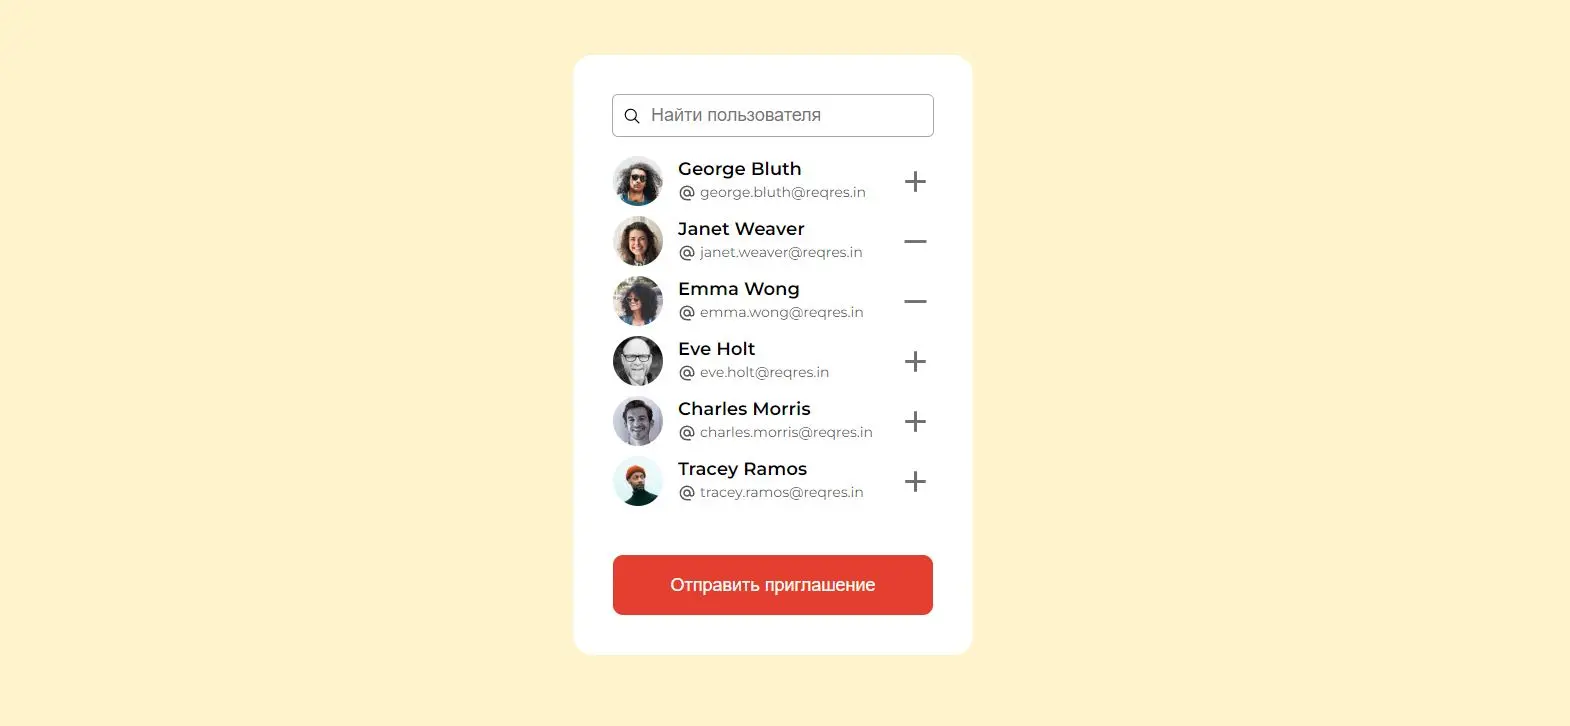 Найти пользователя
George Bluth
@ george.bluth@reqres.in
Janet Weaver
@ janet.weaver@reqres.in
Emma Wong
@ emma.wong@reqres.in
Eve Holt
@ eve.holt@reqres.in
Charles Morris
@ charles.morris@reqres.in
Tracey Ramos
@ tracey.ramos@reqres.in
Отправить приглашение